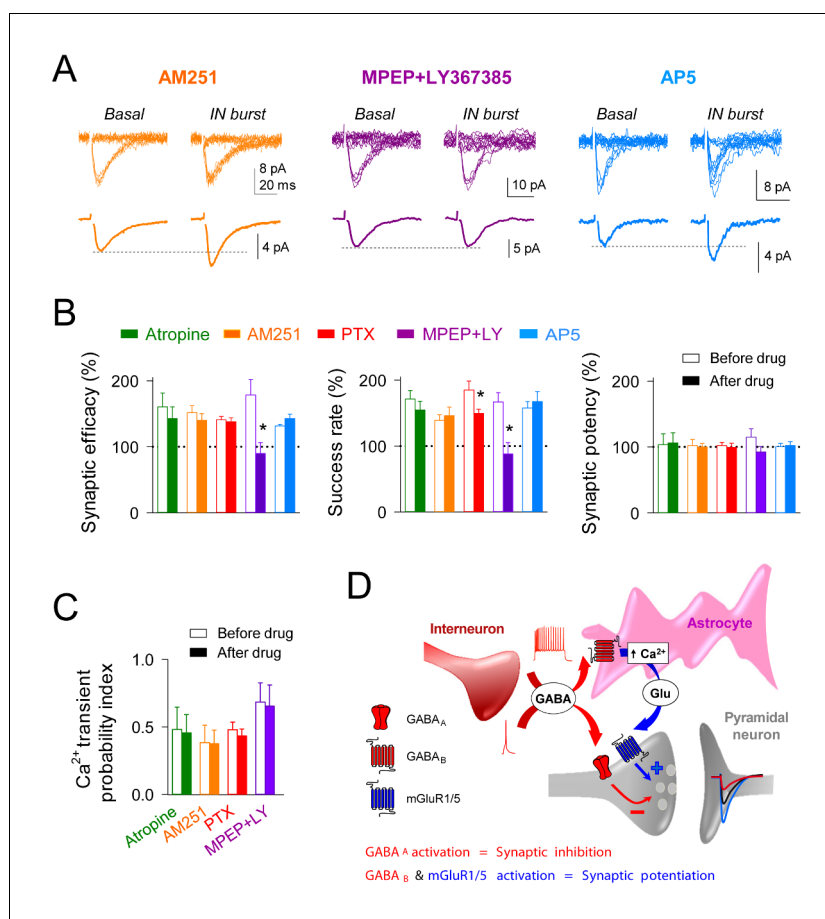 A
AM251
MPEP+LY367385
AP5
Basal
IN burst
Basal
IN burst
Basal
IN burst
8 pA
20 ms
10 pA
8 pA
4 pA
5 pA
4 pA
B
Atropine
AM251
PTX
MPEP+LY
AP5
Synaptic efficacy (%)
200
100
0
*
Success rate (%)
200
100
0
*
*
Synaptic potency (%)
200
100
0
Before drug
After drug
C
Before drug
After drug
Ca2+ transient
probability index
1.0
0.5
0.0
Atropine
AM251
PTX
MPEP+LY
D
Interneuron
Astrocyte
↑ Ca2+
GABA
Glu
Pyramidal
neuron
GABAA
GABAB
mGluR1/5
+
−
GABA A activation = Synaptic inhibition
GABA B & mGluR1/5 activation = Synaptic potentiation